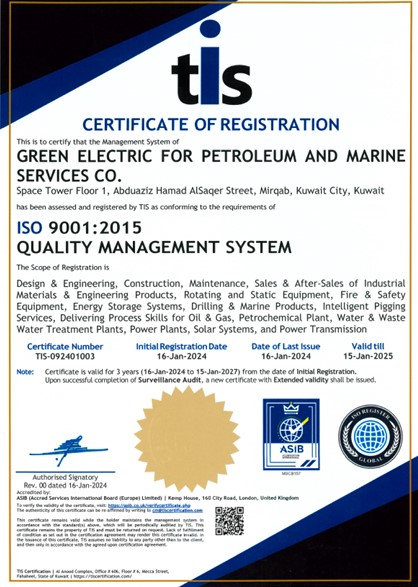 tis
CERTIFICATE OF REGISTRATION
This is to certify that the Management System of
GREEN ELECTRIC FOR PETROLEUM AND MARINE
SERVICES CO.
Space Tower Floor 1, Abduaziz Hamad AlSaqer Street, Mirqab, Kuwait City, Kuwait
has been assessed and registered by TIS as conforming to the requirements of
ISO 9001:2015
QUALITY MANAGEMENT SYSTEM
The Scope of Registration is
Design & Engineering, Construction, Maintenance, Sales & After-Sales of Industrial
Materials & Engineering Products, Rotating and Static Equipment, Fire & Safety
Equipment, Energy Storage Systems, Drilling & Marine Products, Intelligent Pigging
Services, Delivering Process Skills for Oil & Gas, Petrochemical Plant, Water & Waste
Water Treatment Plants, Power Plants, Solar Systems, and Power Transmission
Certificate Number Initial Registration Date Date of Last Issue Valid till
TIS-092401003 16-Jan-2024 16-Jan-2024 15-Jan-2025
Note: Certificate is valid for 3 years (16-Jan-2024 to 15-Jan-2027) from the date of Initial Registration.
Upon successful completion of Surveillance Audit, a new certificate with Extended validity shall be issued.
ASIB
ISO REGISTER
GLOBAL
Authorised Signatory
Rev. 00 dated 16-Jan-2024
Accredited by:
ASIB (Accred Services International Board (Europe) Limited) | Kemp House, 160 City Road, London, United Kingdom
To verify the validity of the certificate, visit:
The authenticity of this certificate can be re-affirmed by writing to
This certificate remains valid while the holder maintains the management system in
accordance with the standard(s) above, which will be periodically audited by TIS. This
certificate remains the property of TIS and must be returned on request. Lack of fulfilment
of condition as set out in the certification agreement may render this certificate invalid. In
the issuance of this certificate, TIS assumes no liability to any party other than to the client,
and then only in accordance with the agreed upon certification agreement.
TIS Certification | Al Anood Complex, Office # 60k, Floor # 6, Mecca Street,
Fahaheel, State of Kuwait | https://tiscertification.com/